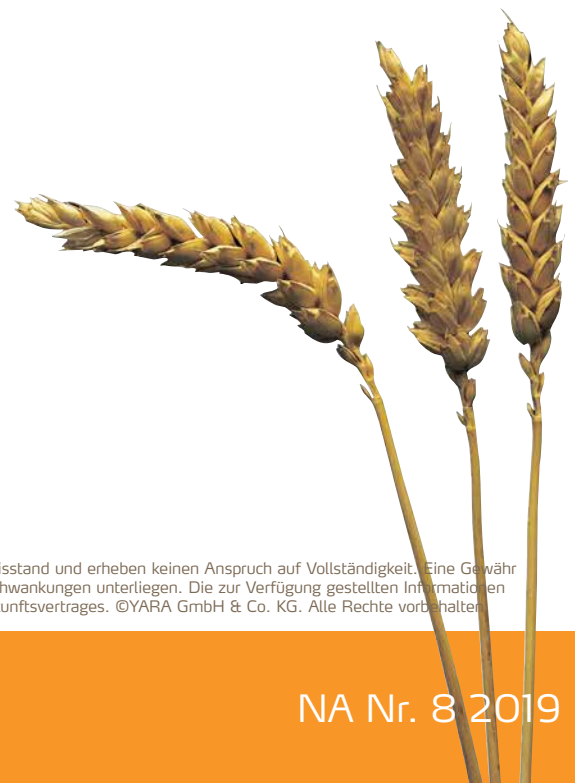 isstand und erheben keinen Anspruch auf Vollständigkeit. Eine Gewähr
hwankungen unterliegen. Die zur Verfügung gestellten Informationen
unftsvertrages. ©YARA GmbH & Co. KG. Alle Rechte vorbehalten.
NA Nr. 8 2019